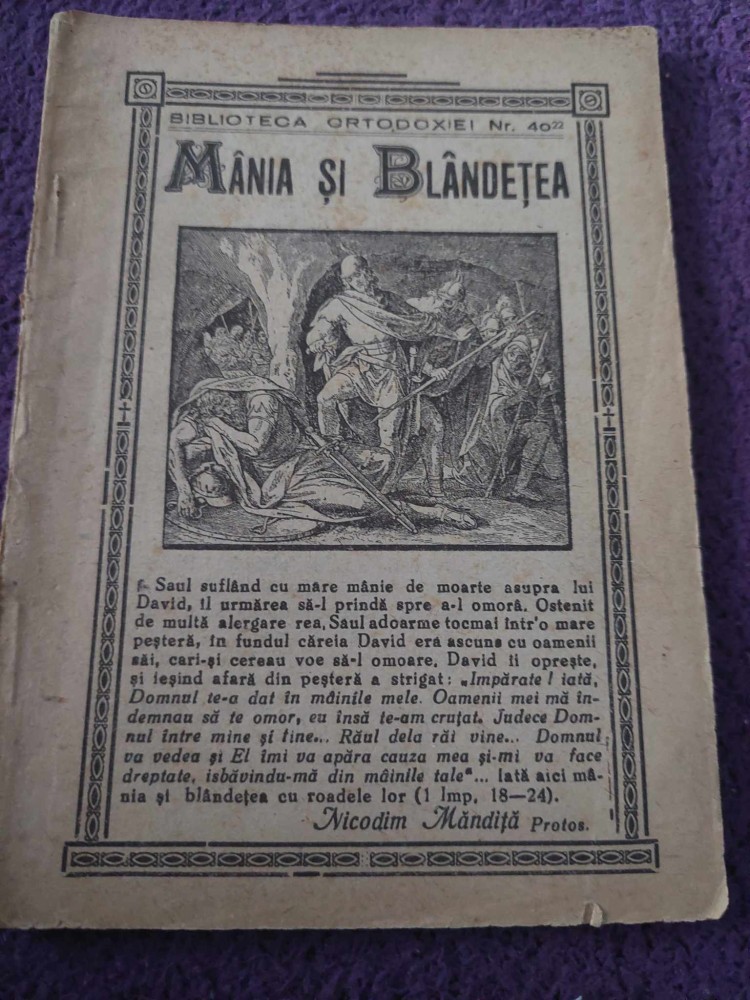 BIBLIOTECA ORTODOXIEI Nr. 40²²
MÂNIA ȘI BLÂNDEȚEA
Saul suflând cu mare mânie de moarte asupra lui
David, îl urmărea să-l prindă spre a-l omorâ. Ostenit
de multă alergare rea, Saul adoarme tocmai într'o mare
peșteră, în fundul căreia David era ascuns cu oamenii
săi, cari-și cereau voe să-l omoare. David îi oprește,
și ieșind afară din peșteră a strigat: „Impărate! iată,
Domnul te-a dat în mâinile mele. Oamenii mei mă în-
demnau să te omor, eu însă te-am cruțat. Judece Dom-
nul între mine și tine... Răul dela răi vine... Domnul
va vedea și El îmi va apăra cauza mea și-mi va face
dreptate, isbăvindu-mă din mâinile tale"... Iată aici mâ-
nia și blândețea cu roadele lor (1 Imp. 18—24).
Nicodim Măndiță Protos.